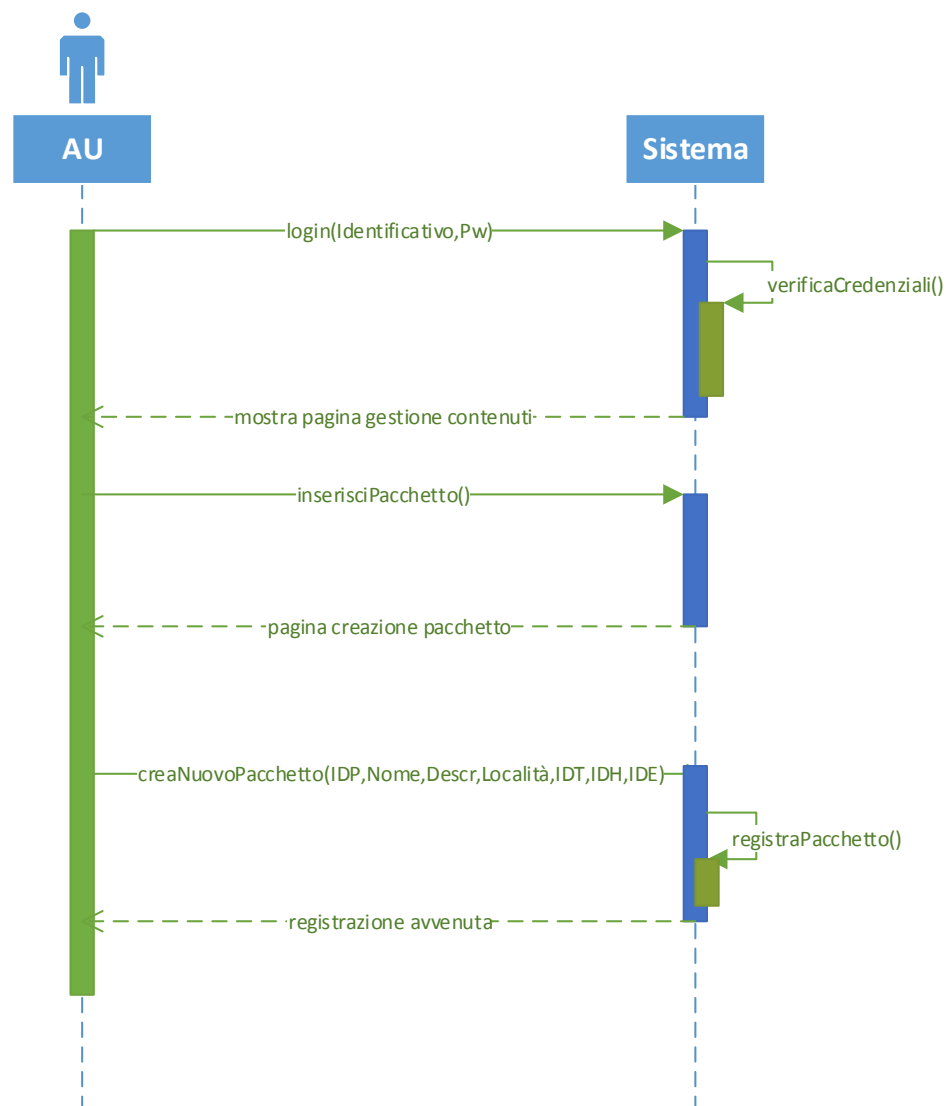 AU
Sistema
login(Identificativo,Pw)
verificaCredenziali()
mostra pagina gestione contenuti
inserisciPacchetto()
pagina creazione pacchetto
creaNuovoPacchetto(IDP,Nome,Descr,Località,IDT,IDH,IDE)
registraPacchetto()
registrazione avvenuta